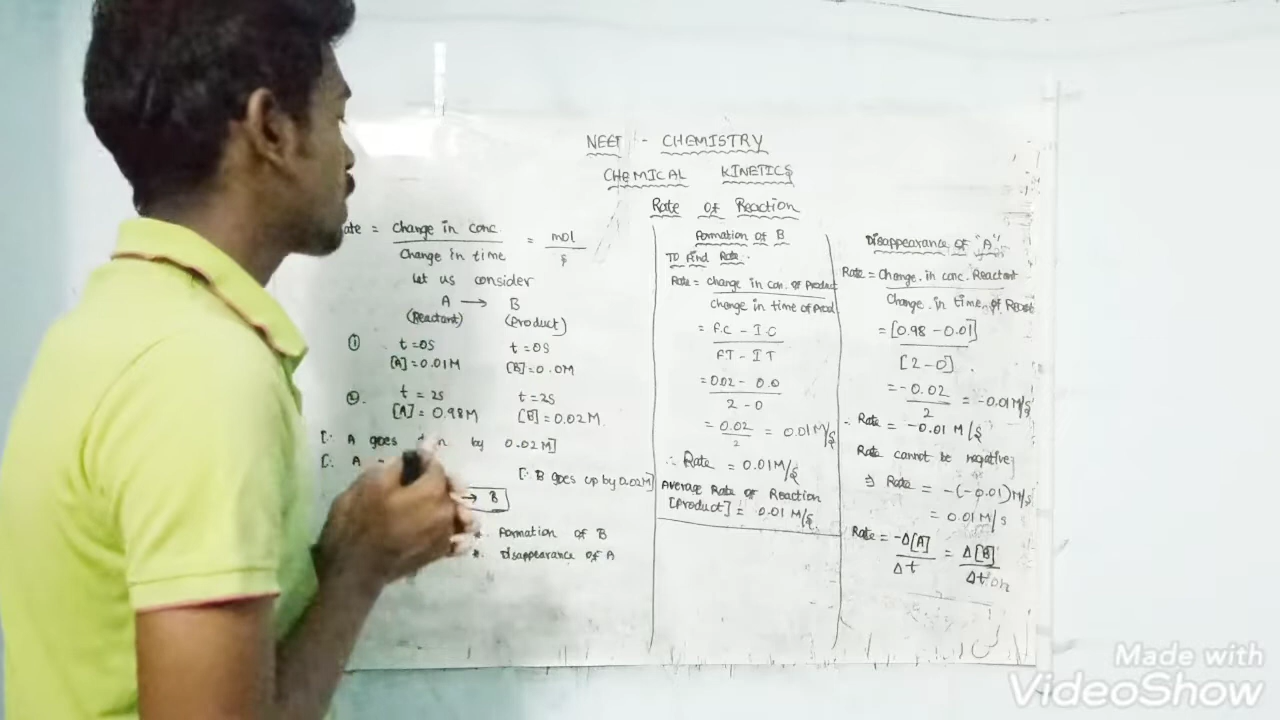 NEET - CHEMISTRY
CHEMICAL KINETICS
Rate of Reaction
ate = change in conc / Change in time = mol / s
let us consider
A → B
(Reactant) (Product)
① t = 0s t = 0s
[A] = 0.01M [B] = 0.0M
②. t = 2s t = 2s
[A] = 0.98M [B] = 0.02M.
[∵ A goes by 0.02M]
[∵ A
[∵ B goes up by 0.02M]
→ B
*. Formation of B
*. Disappearance of A
Formation of B
To Find Rate.
Rate = change in con. of Product
Change in time of Prod
= F.C - I.C
FT - IT
= 0.02 - 0.0
2 - 0
= 0.02 / 2 = 0.01 M/s
∴ Rate = 0.01 M/s
Average Rate of Reaction
[Product] = 0.01 M/s.
Disappearance of "A"
Rate = Change. in conc. Reactant
Change. in time. of React
= [0.98 - 0.01]
[2 - 0].
= -0.02 / 2 = -0.01 M/s
∴ Rate = -0.01 M/s
Rate cannot be negative]
⇒ Rate = -(-0.01) M/s
= 0.01 M/s
Rate = -Δ[A] / Δt = Δ[B] / Δt
Made with
VideoShow